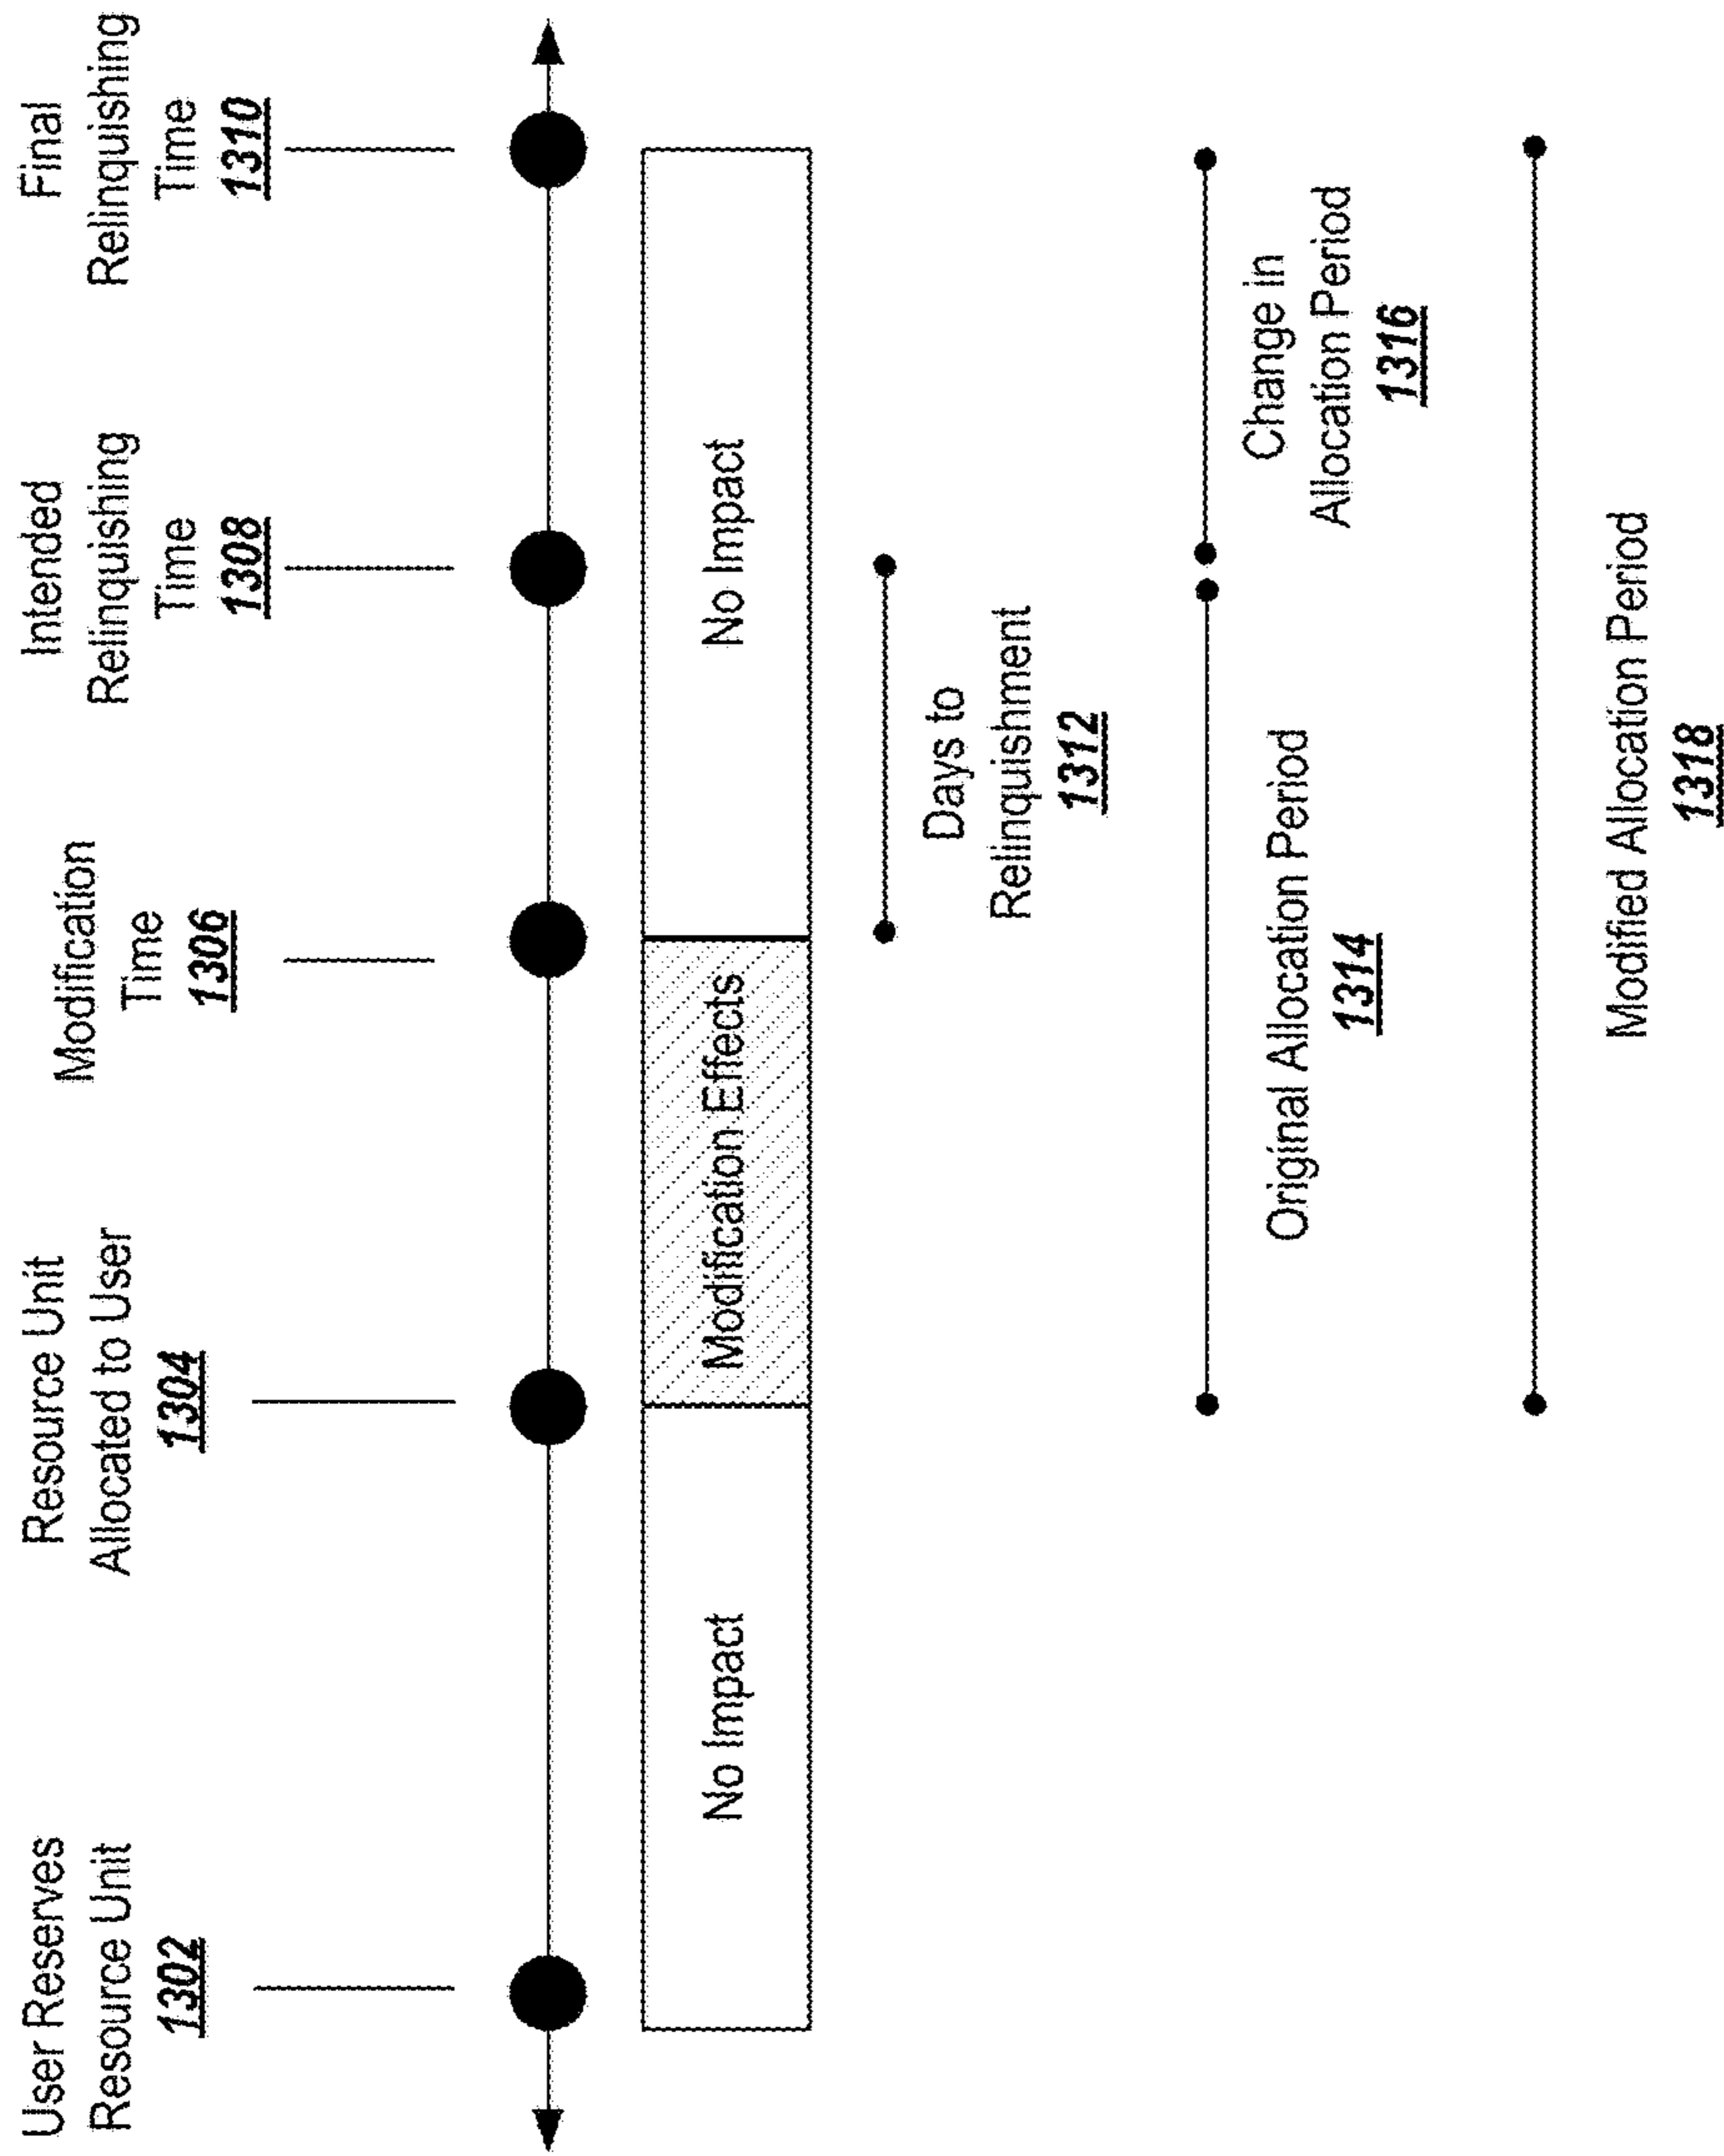 User Reserves
Resource Unit
1302
Resource Unit
Allocated to User
1304
Modification
Time
1306
Intended
Relinquishing
Time
1308
Final
Relinquishing
Time
1310
No Impact
Modification Effects
No Impact
Days to
Relinquishment
1312
Original Allocation Period
1314
Change in
Allocation Period
1316
Modified Allocation Period
1318